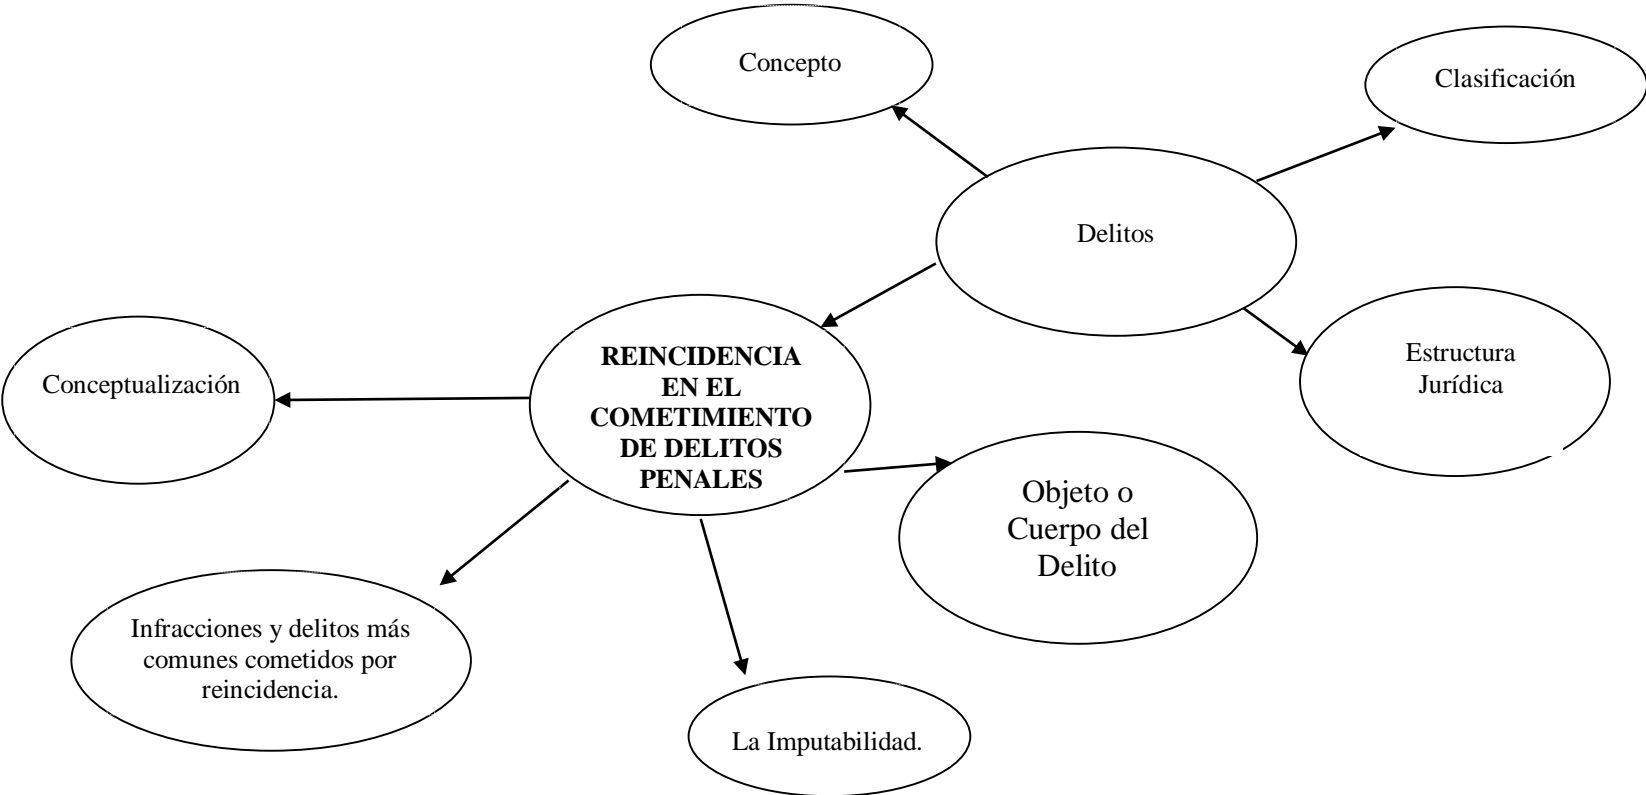 Concepto
Clasificación
Delitos
Estructura
Jurídica
REINCIDENCIA
EN EL
COMETIMIENTO
DE DELITOS
PENALES
Conceptualización
Objeto o
Cuerpo del
Delito
Infracciones y delitos más
comunes cometidos por
reincidencia.
La Imputabilidad.